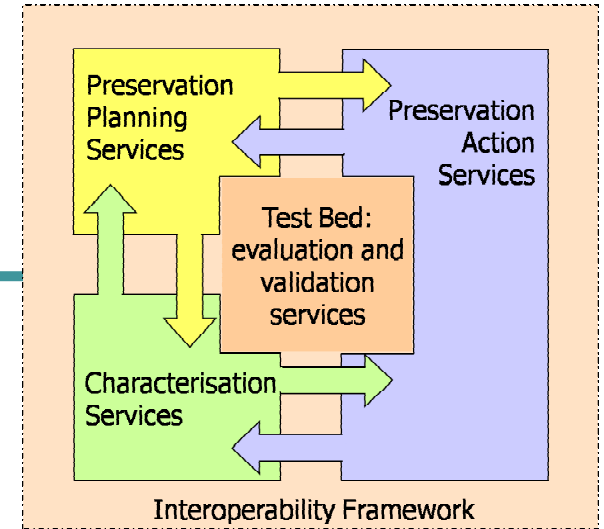 Preservation
Planning
Services
Preservation
Action
Services
Test Bed:
evaluation and
validation
services
Characterisation
Services
Interoperability Framework